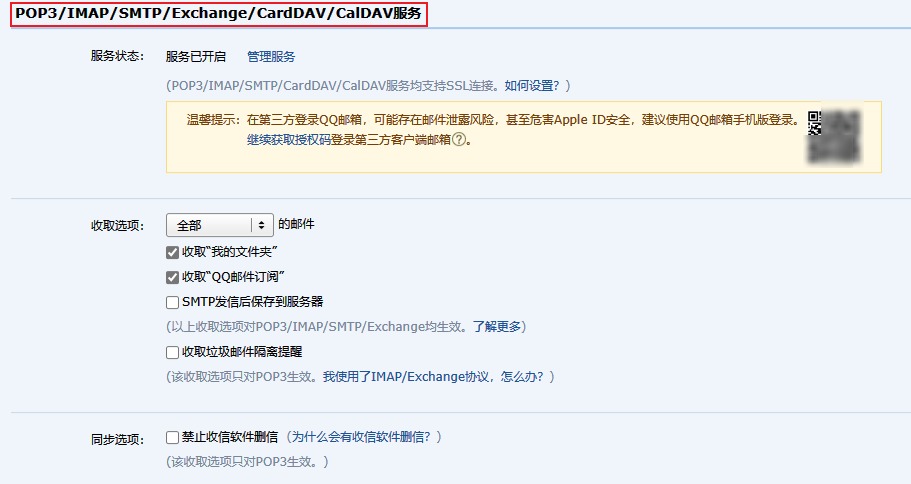 POP3/IMAP/SMTP/Exchange/CardDAV/CalDAV服务
服务状态： 服务已开启 管理服务
(POP3/IMAP/SMTP/CardDAV/CalDAV服务均支持SSL连接。如何设置？)
温馨提示：在第三方登录QQ邮箱，可能存在邮件泄露风险，甚至危害Apple ID安全，建议使用QQ邮箱手机版登录。
继续获取授权码登录第三方客户端邮箱?。
收取选项： 全部 的邮件
收取“我的文件夹”
收取“QQ邮件订阅”
SMTP发信后保存到服务器
(以上收取选项对POP3/IMAP/SMTP/Exchange均生效。了解更多)
收取垃圾邮件隔离提醒
(该收取选项只对POP3生效。我使用了IMAP/Exchange协议，怎么办？)
同步选项： 禁止收信软件删信 (为什么会有收信软件删信？)
(该收取选项只对POP3生效。)